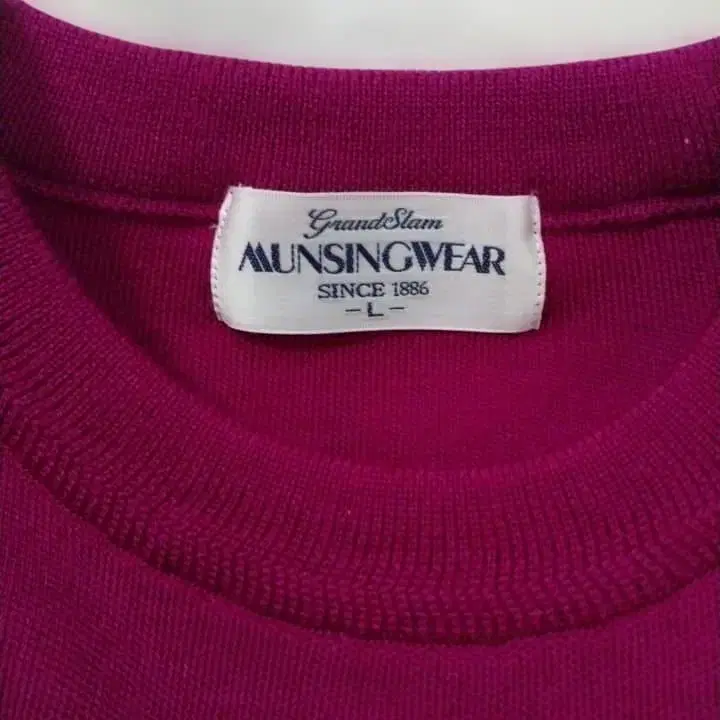 GrandSlam
MUNSINGWEAR
SINCE 1886
-L-